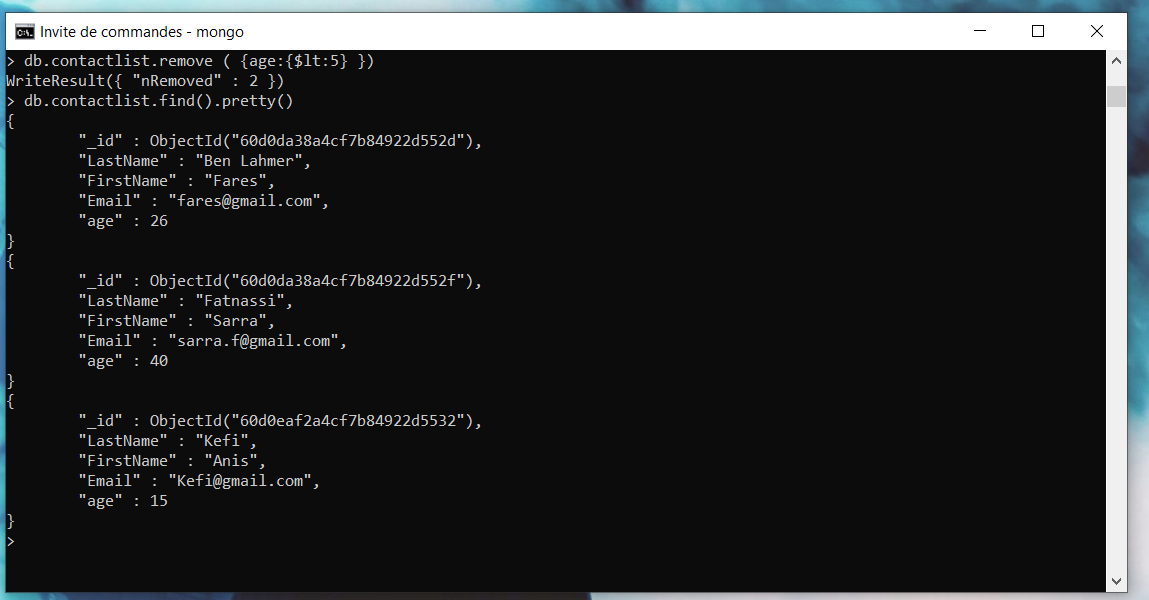 Invite de commandes - mongo
> db.contactlist.remove ( {age:{$lt:5} })
WriteResult({ "nRemoved" : 2 })
> db.contactlist.find().pretty()
{
        "_id" : ObjectId("60d0da38a4cf7b84922d552d"),
        "LastName" : "Ben Lahmer",
        "FirstName" : "Fares",
        "Email" : "fares@gmail.com",
        "age" : 26
}
{
        "_id" : ObjectId("60d0da38a4cf7b84922d552f"),
        "LastName" : "Fatnassi",
        "FirstName" : "Sarra",
        "Email" : "sarra.f@gmail.com",
        "age" : 40
}
{
        "_id" : ObjectId("60d0eaf2a4cf7b84922d5532"),
        "LastName" : "Kefi",
        "FirstName" : "Anis",
        "Email" : "Kefi@gmail.com",
        "age" : 15
}
>